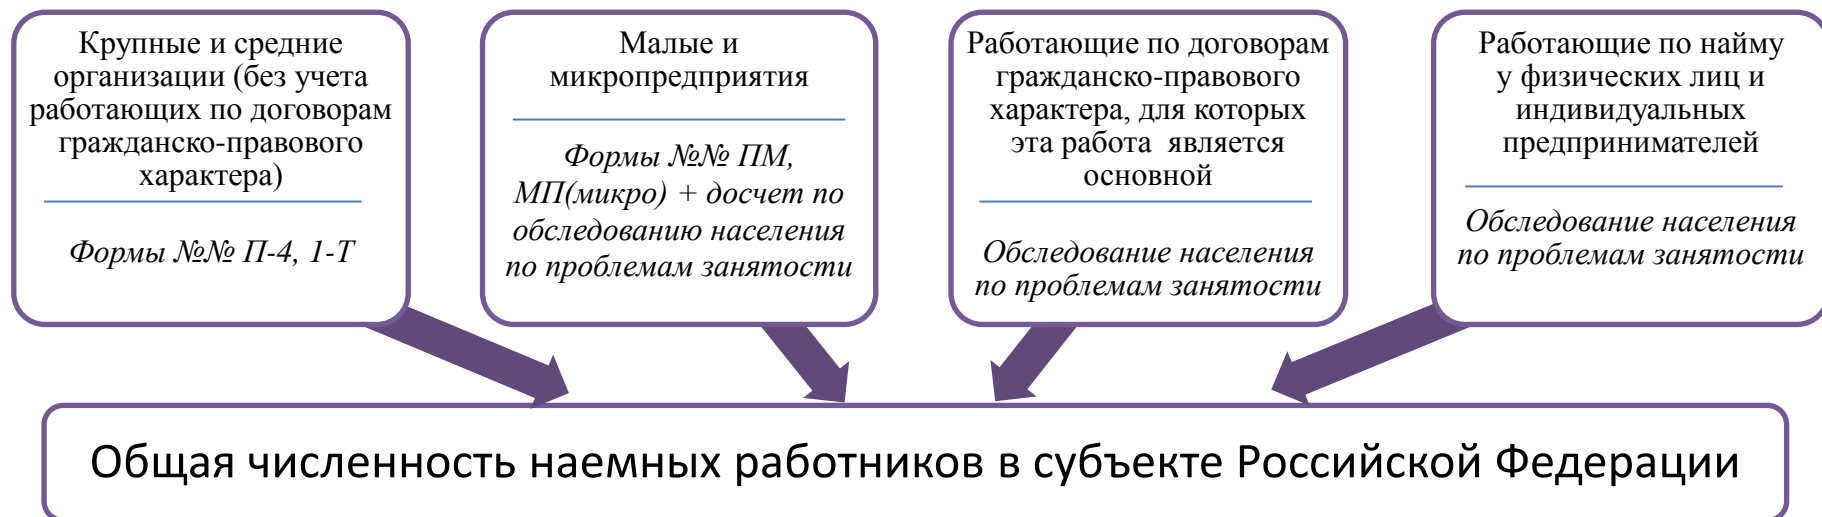 Крупные и средние
организации (без учета
работающих по договорам
гражданско-правового
характера)
Формы №№ П-4, 1-Т
Малые и
микропредприятия
Формы №№ ПМ,
МП(микро) + досчет по
обследованию населения
по проблемам занятости
Работающие по договорам
гражданско-правового
характера, для которых
эта работа  является
основной
Обследование населения
по проблемам занятости
Работающие по найму
у физических лиц и
индивидуальных
предпринимателей
Обследование населения
по проблемам занятости
Общая численность наемных работников в субъекте Российской Федерации